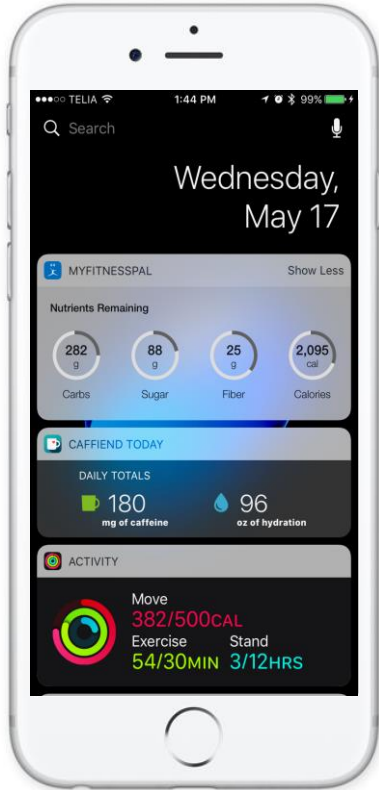 TELIA 1:44 PM 99%
Search
Wednesday,
May 17
MYFITNESSPAL Show Less
Nutrients Remaining
282 88 25 2,095
g g g cal
Carbs Sugar Fiber Calories
CAFFIEND TODAY
DAILY TOTALS
180 96
mg of caffeine oz of hydration
ACTIVITY
Move
382/500CAL
Exercise Stand
54/30MIN 3/12HRS